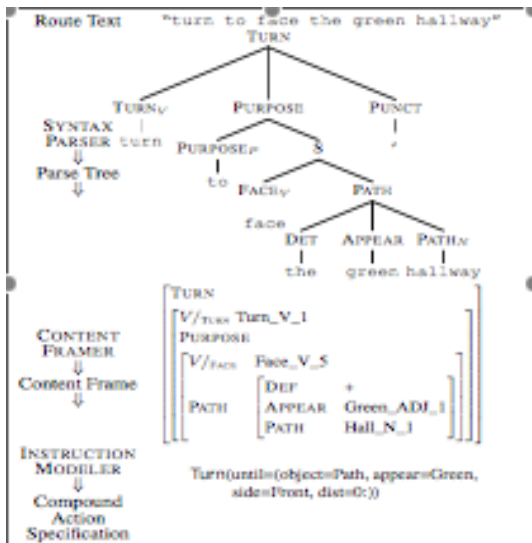 Route Text "turn to face the green hallway"
TURN
TURN_V PURPOSE PUNCT
SYNTAX
PARSER turn PURPOSE_P S ,
⇓
Parse Tree to FACE_V PATH
⇓
face
DET APPEAR PATH_N
the green hallway
TURN
V/TURN Turn_V_1
CONTENT PURPOSE
FRAMER V/FACE Face_V_5
⇓
Content Frame DEF +
⇓ PATH APPEAR Green_ADJ_1
PATH Hall_N_1
INSTRUCTION
MODELER Turn(until=(object=Path, appear=Green,
⇓ side=Front, dist=0:))
Compound
Action
Specification